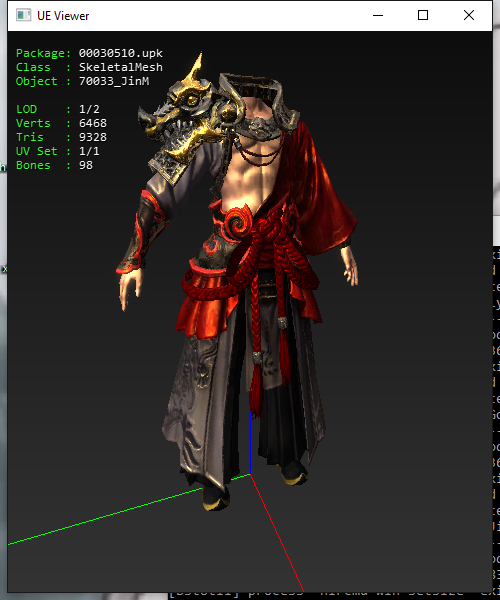 UE Viewer
Package: 00030510.upk
Class  : SkeletalMesh
Object : 70033_JinM
LOD    : 1/2
Verts  : 6468
Tris   : 9328
UV Set : 1/1
Bones  : 98